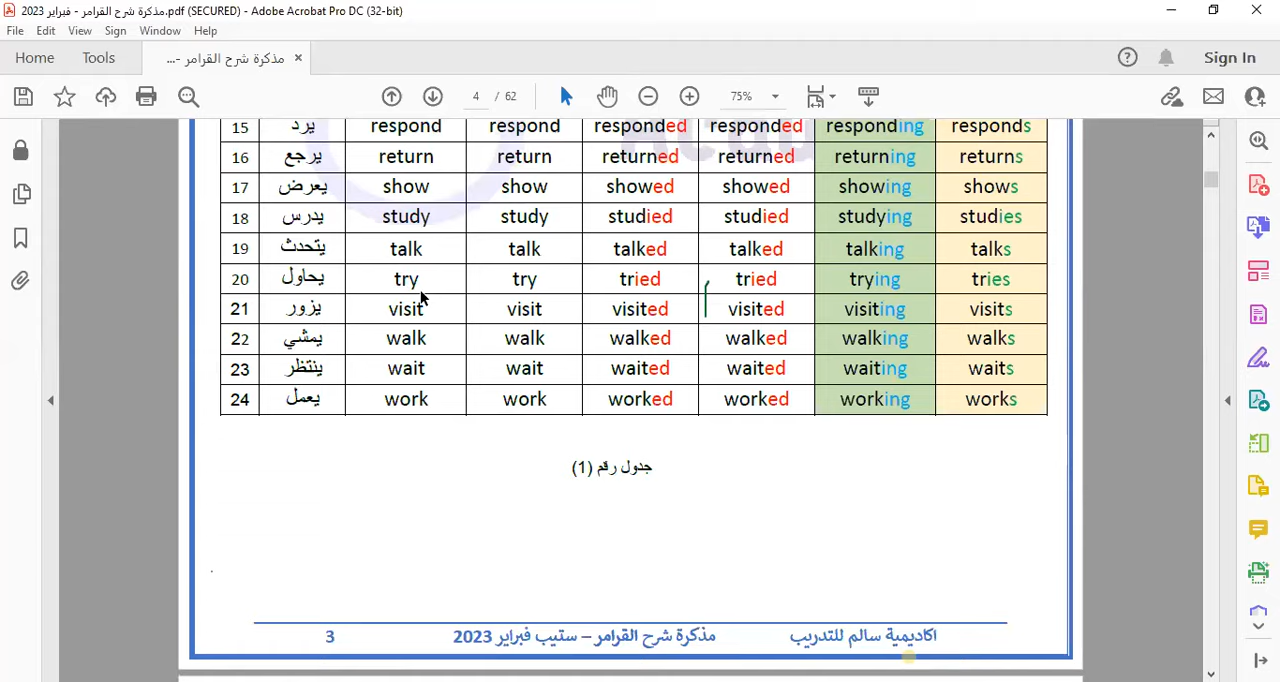 مذكرة شرح القرامر - فبراير 2023.pdf (SECURED) - Adobe Acrobat Pro DC (32-bit)
File Edit View Sign Window Help
Home Tools مذكرة شرح القرامر -... × Sign In
4 / 62 75%
15 يرد respond respond responded responded responding responds
16 يرجع return return returned returned returning returns
17 يعرض show show showed showed showing shows
18 يدرس study study studied studied studying studies
19 يتحدث talk talk talked talked talking talks
20 يحاول try try tried tried trying tries
21 يزور visit visit visited visited visiting visits
22 يمشي walk walk walked walked walking walks
23 ينتظر wait wait waited waited waiting waits
24 يعمل work work worked worked working works
جدول رقم (1)
اكاديمية سالم للتدريب مذكرة شرح القرامر – ستيب فبراير 2023 3